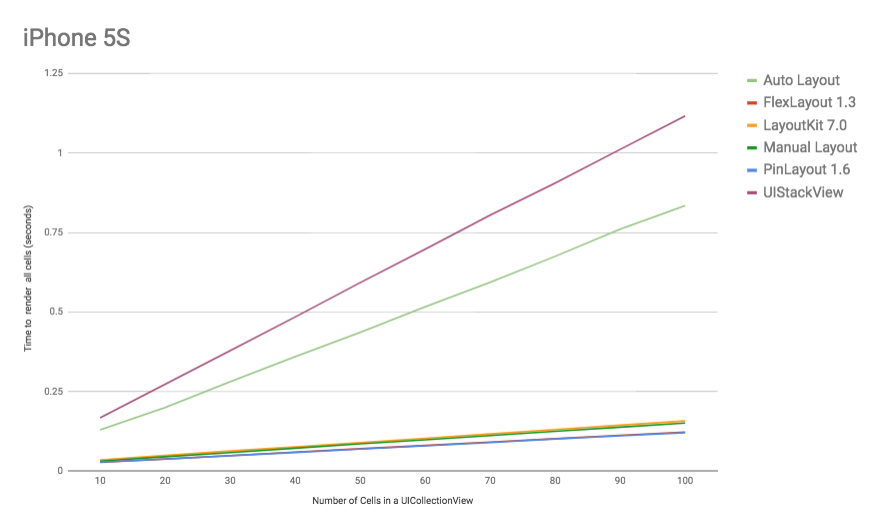 iPhone 5S
1.25
1
0.75
0.5
0.25
0
Time to render all cells (seconds)
10 20 30 40 50 60 70 80 90 100
Number of Cells in a UICollectionView
Auto Layout
FlexLayout 1.3
LayoutKit 7.0
Manual Layout
PinLayout 1.6
UIStackView